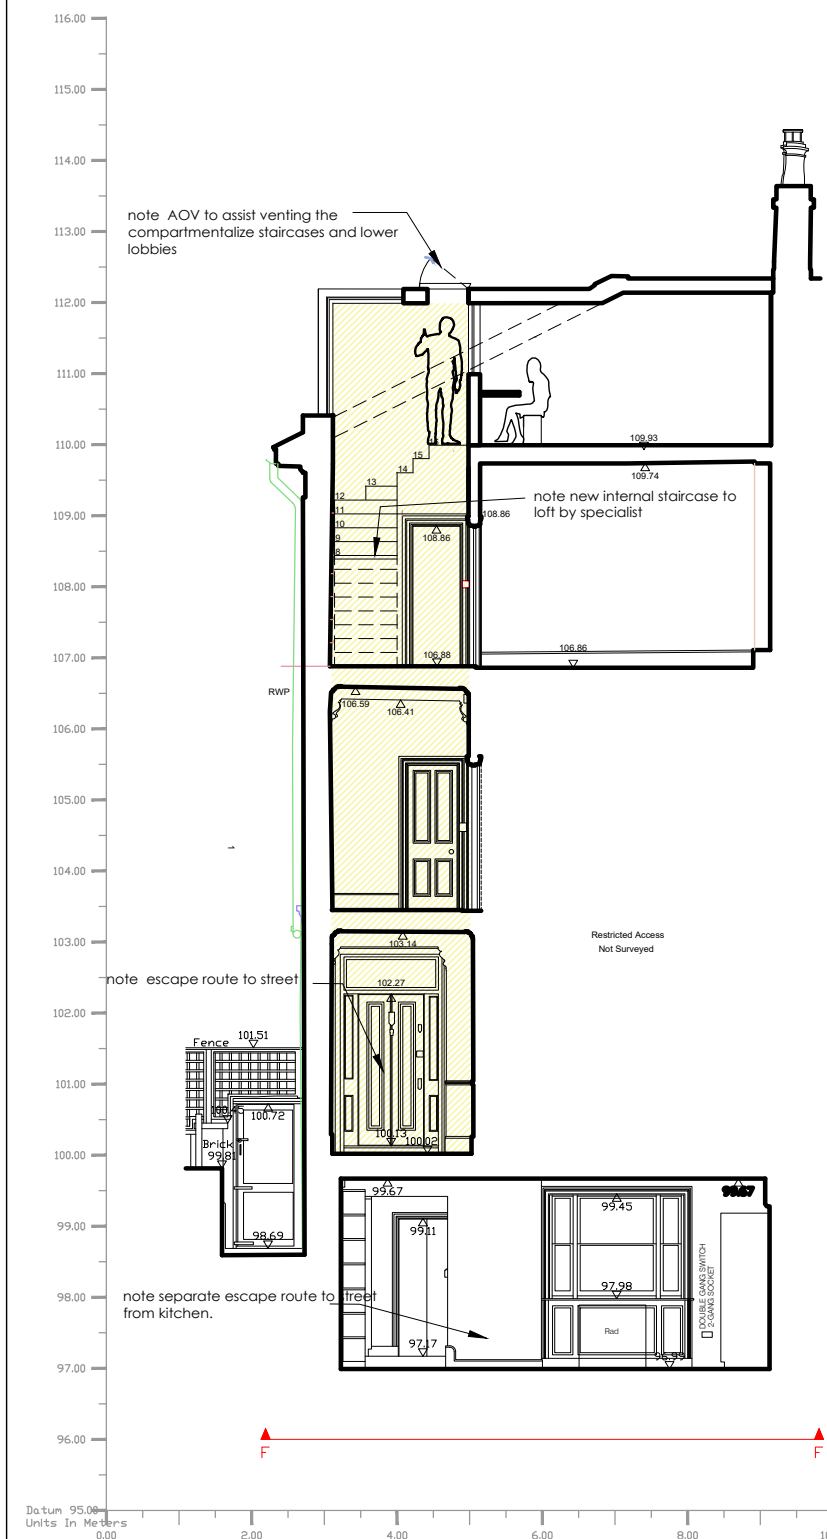 116.00
115.00
114.00
113.00
note AOV to assist venting the
compartmentalize staircases and lower
lobbies
112.00
111.00
110.00
109.93
109.74
15
14
13
12
11
10
9
8
note new internal staircase to
loft by specialist
109.00
108.86
108.86
108.00
107.00
106.88
106.86
RWP
106.59
106.41
106.00
105.00
104.00
1
103.00
103.14
Restricted Access
Not Surveyed
note escape route to street
102.27
102.00
101.51
Fence
101.00
100.45
100.72
100.13
100.02
Brick
99.81
100.00
99.67
99.67
99.45
99.11
99.00
98.69
note separate escape route to street
from kitchen.
98.00
97.98
Rad
DOUBLE GANG SWITCH
2-GANG SOCKET
97.17
96.99
97.00
96.00
F
F
Datum 95.00
Units In Meters
0.00
2.00
4.00
6.00
8.00